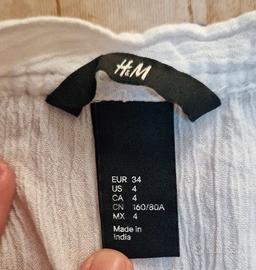 H&M
EUR 34
US 4
CA 4
CN 160/80A
MX 4
Made in
India